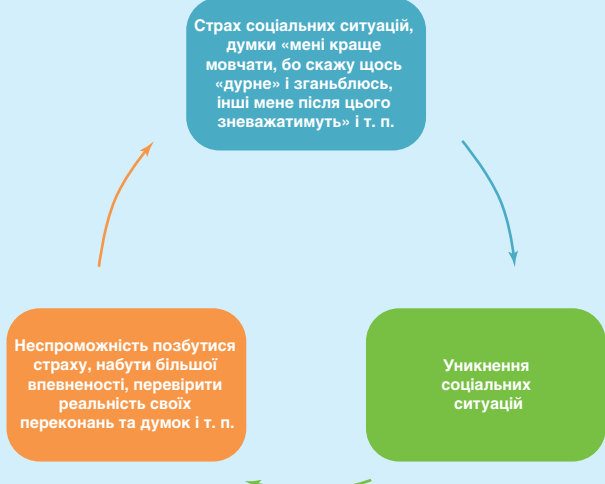 Страх соціальних ситуацій,
думки «мені краще
мовчати, бо скажу щось
«дурне» і зганьблюсь,
інші мене після цього
зневажатимуть» і т. п.
Неспроможність позбутися
страху, набути більшої
впевненості, перевірити
реальність своїх
переконань та думок і т. п.
Уникнення
соціальних
ситуацій